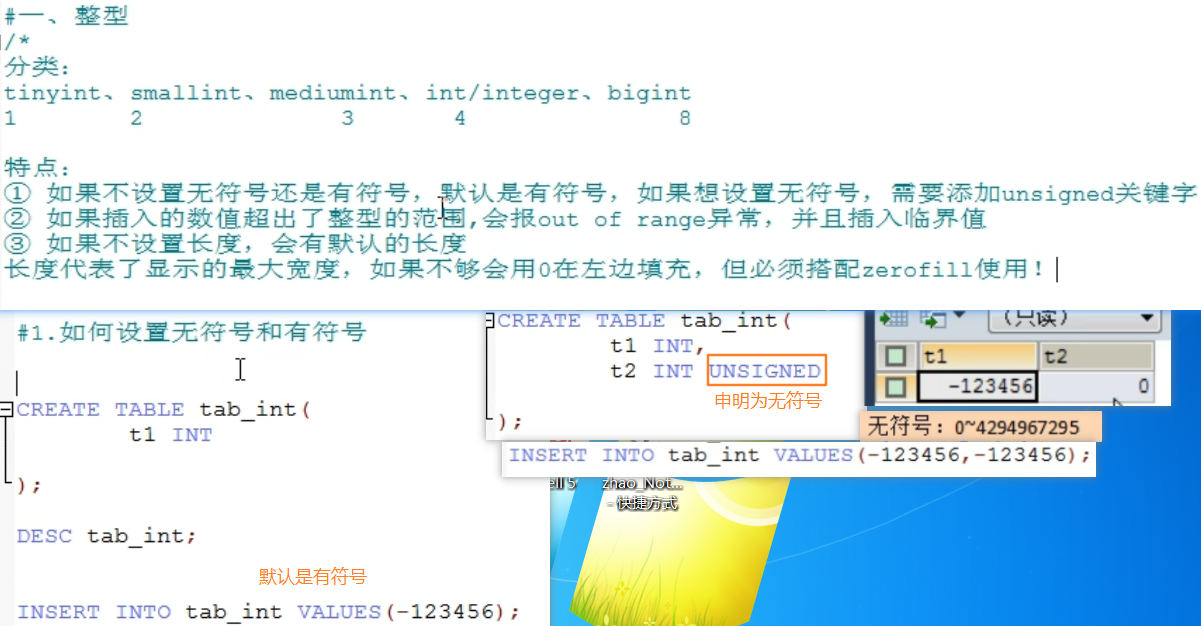 #一、整型
/*
分类:
tinyint、smallint、mediumint、int/integer、bigint
1 2 3 4 8
特点:
① 如果不设置无符号还是有符号，默认是有符号，如果想设置无符号，需要添加unsigned关键字
② 如果插入的数值超出了整型的范围,会报out of range异常，并且插入临界值
③ 如果不设置长度，会有默认的长度
长度代表了显示的最大宽度，如果不够会用0在左边填充，但必须搭配zerofill使用！
#1.如何设置无符号和有符号
CREATE TABLE tab_int(
t1 INT
);
DESC tab_int;
默认是有符号
INSERT INTO tab_int VALUES(-123456);
CREATE TABLE tab_int(
t1 INT,
t2 INT UNSIGNED
申明为无符号
);
(只读)
t1 t2
-123456 0
无符号：0~4294967295
INSERT INTO tab_int VALUES(-123456,-123456);
ell 5 zhao_Not...
- 快捷方式